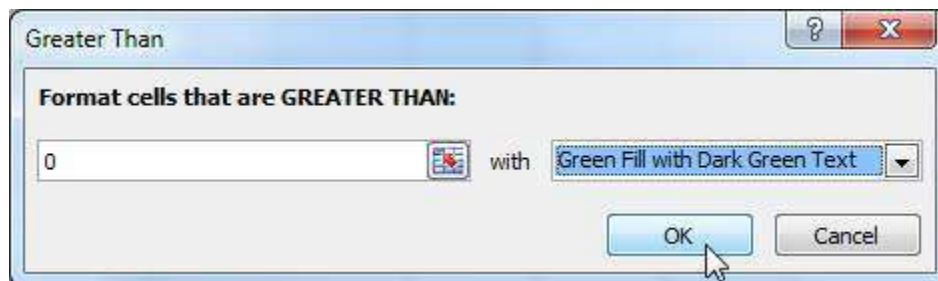 Greater Than
?
Format cells that are GREATER THAN:
0 with Green Fill with Dark Green Text
OK Cancel